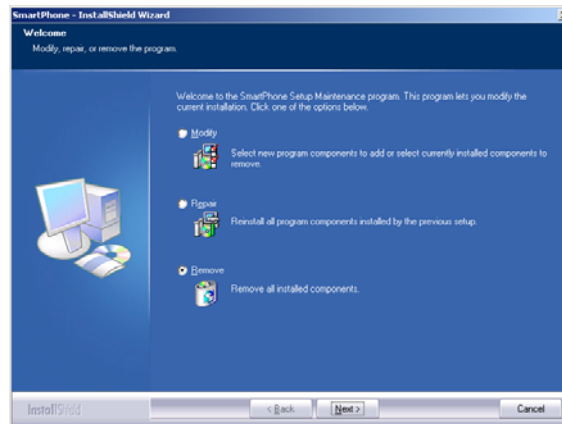 SmartPhone - InstallShield Wizard
Welcome
Modify, repair, or remove the program.
Welcome to the SmartPhone Setup Maintenance program. This program lets you modify the
current installation. Click one of the options below.
Modify
Select new program components to add or select currently installed components to
remove.
Repair
Reinstall all program components installed by the previous setup.
Remove
Remove all installed components.
InstallShield
< Back
Next >
Cancel